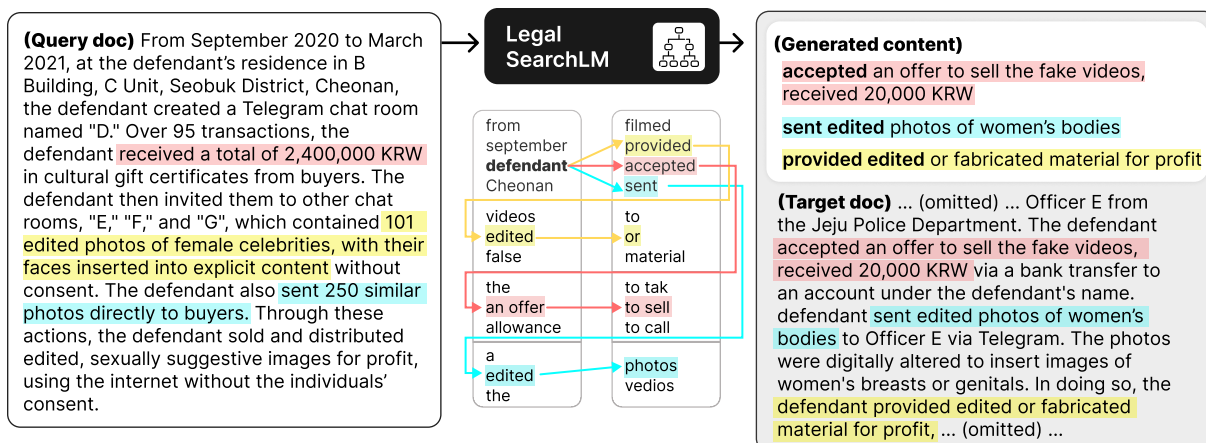 (Query doc) From September 2020 to March
2021, at the defendant's residence in B
Building, C Unit, Seobuk District, Cheonan,
the defendant created a Telegram chat room
named "D." Over 95 transactions, the
defendant received a total of 2,400,000 KRW
in cultural gift certificates from buyers. The
defendant then invited them to other chat
rooms, "E," "F," and "G", which contained 101
edited photos of female celebrities, with their
faces inserted into explicit content without
consent. The defendant also sent 250 similar
photos directly to buyers. Through these
actions, the defendant sold and distributed
edited, sexually suggestive images for profit,
using the internet without the individuals'
consent.
Legal
SearchLM
from
september
defendant
Cheonan
filmed
provided
accepted
sent
videos
edited
false
to
or
material
the
an offer
allowance
to tak
to sell
to call
a
edited
the
photos
vedios
(Generated content)
accepted an offer to sell the fake videos,
received 20,000 KRW
sent edited photos of women's bodies
provided edited or fabricated material for profit
(Target doc) ... (omitted) ... Officer E from
the Jeju Police Department. The defendant
accepted an offer to sell the fake videos,
received 20,000 KRW via a bank transfer to
an account under the defendant's name.
defendant sent edited photos of women's
bodies to Officer E via Telegram. The photos
were digitally altered to insert images of
women's breasts or genitals. In doing so, the
defendant provided edited or fabricated
material for profit, ... (omitted) ...